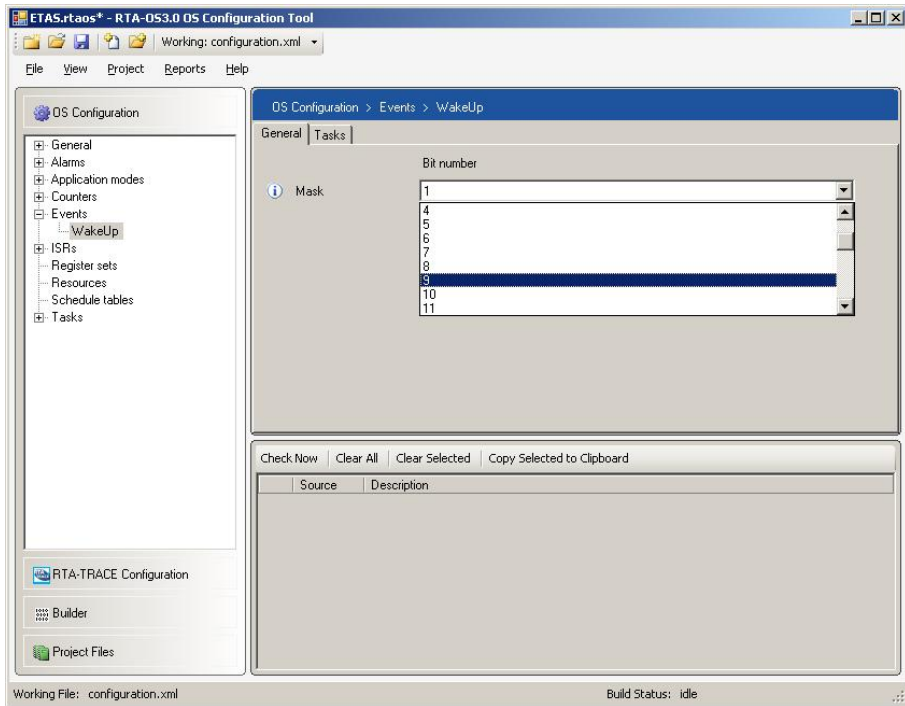 ETAS.rtaos* - RTA-OS3.0 OS Configuration Tool
Working: configuration.xml
File View Project Reports Help
OS Configuration
General
Alarms
Application modes
Counters
Events
WakeUp
ISRs
Register sets
Resources
Schedule tables
Tasks
RTA-TRACE Configuration
Builder
Project Files
OS Configuration > Events > WakeUp
General Tasks
Bit number
Mask 1
4
5
6
7
8
9
10
11
Check Now Clear All Clear Selected Copy Selected to Clipboard
Source Description
Working File: configuration.xml Build Status: idle